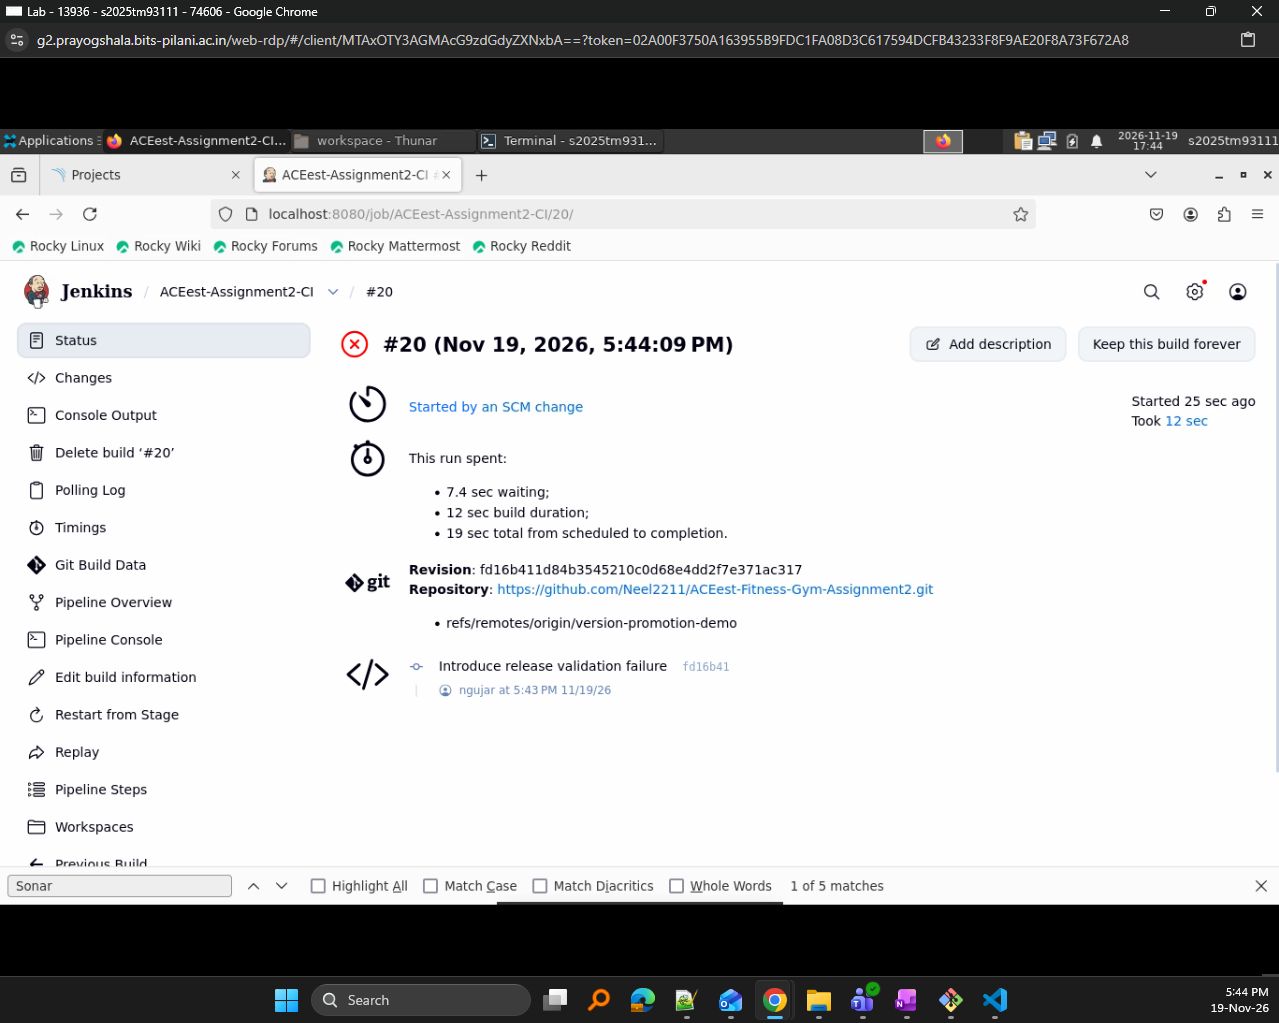 Lab - 13936 - s2025tm93111 - 74606 - Google Chrome
g2.prayogshala.bits-pilani.ac.in/web-rdp/#/client/MTAxOTY3AGMAcG9zdGdyZXNxbA==?token=02A00F3750A163955B9FDC1FA08D3C617594DCFB43233F8F9AE20F8A73F672A8
Applications
ACEest-Assignment2-CI...
workspace - Thunar
Terminal - s2025tm931...
2026-11-19
17:44
s2025tm93111
Projects
ACEest-Assignment2-CI
localhost:8080/job/ACEest-Assignment2-CI/20/
Rocky Linux
Rocky Wiki
Rocky Forums
Rocky Mattermost
Rocky Reddit
Jenkins / ACEest-Assignment2-CI / #20
Status
Changes
Console Output
Delete build ‘#20’
Polling Log
Timings
Git Build Data
Pipeline Overview
Pipeline Console
Edit build information
Restart from Stage
Replay
Pipeline Steps
Workspaces
Previous Build
#20 (Nov 19, 2026, 5:44:09 PM)
Add description
Keep this build forever
Started by an SCM change
Started 25 sec ago
Took 12 sec
This run spent:
• 7.4 sec waiting;
• 12 sec build duration;
• 19 sec total from scheduled to completion.
git
Revision: fd16b411d84b3545210c0d68e4dd2f7e371ac317
Repository: https://github.com/Neel2211/ACEest-Fitness-Gym-Assignment2.git
• refs/remotes/origin/version-promotion-demo
Introduce release validation failure fd16b41
ngujar at 5:43 PM 11/19/26
Sonar
Highlight All
Match Case
Match Diacritics
Whole Words
1 of 5 matches
Search
5:44 PM
19-Nov-26